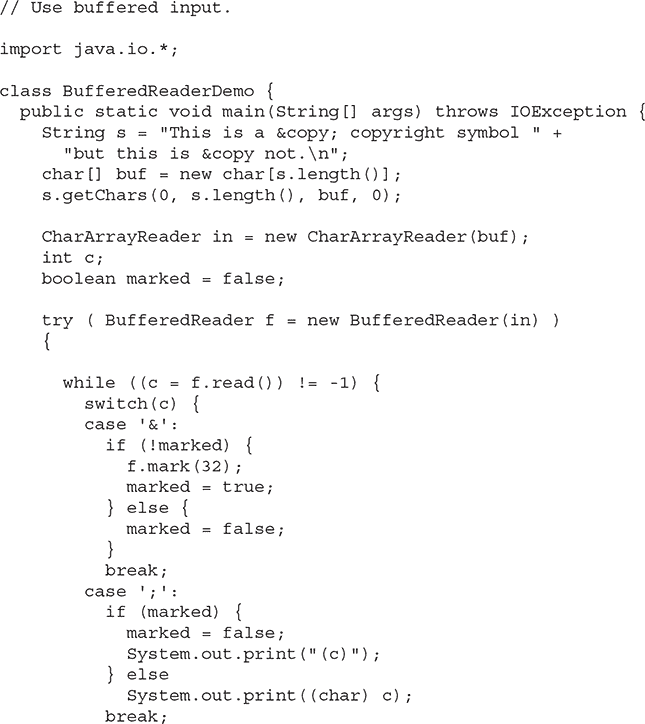 // Use buffered input.

import java.io.*;

class BufferedReaderDemo {
  public static void main(String[] args) throws IOException {
    String s = "This is a &copy; copyright symbol " +
      "but this is &copy not.\n";
    char[] buf = new char[s.length()];
    s.getChars(0, s.length(), buf, 0);

    CharArrayReader in = new CharArrayReader(buf);
    int c;
    boolean marked = false;

    try ( BufferedReader f = new BufferedReader(in) )
    {

      while ((c = f.read()) != -1) {
        switch(c) {
        case '&':
          if (!marked) {
            f.mark(32);
            marked = true;
          } else {
            marked = false;
          }
          break;
        case ';':
          if (marked) {
            marked = false;
            System.out.print("(c)");
          } else
            System.out.print((char) c);
          break;